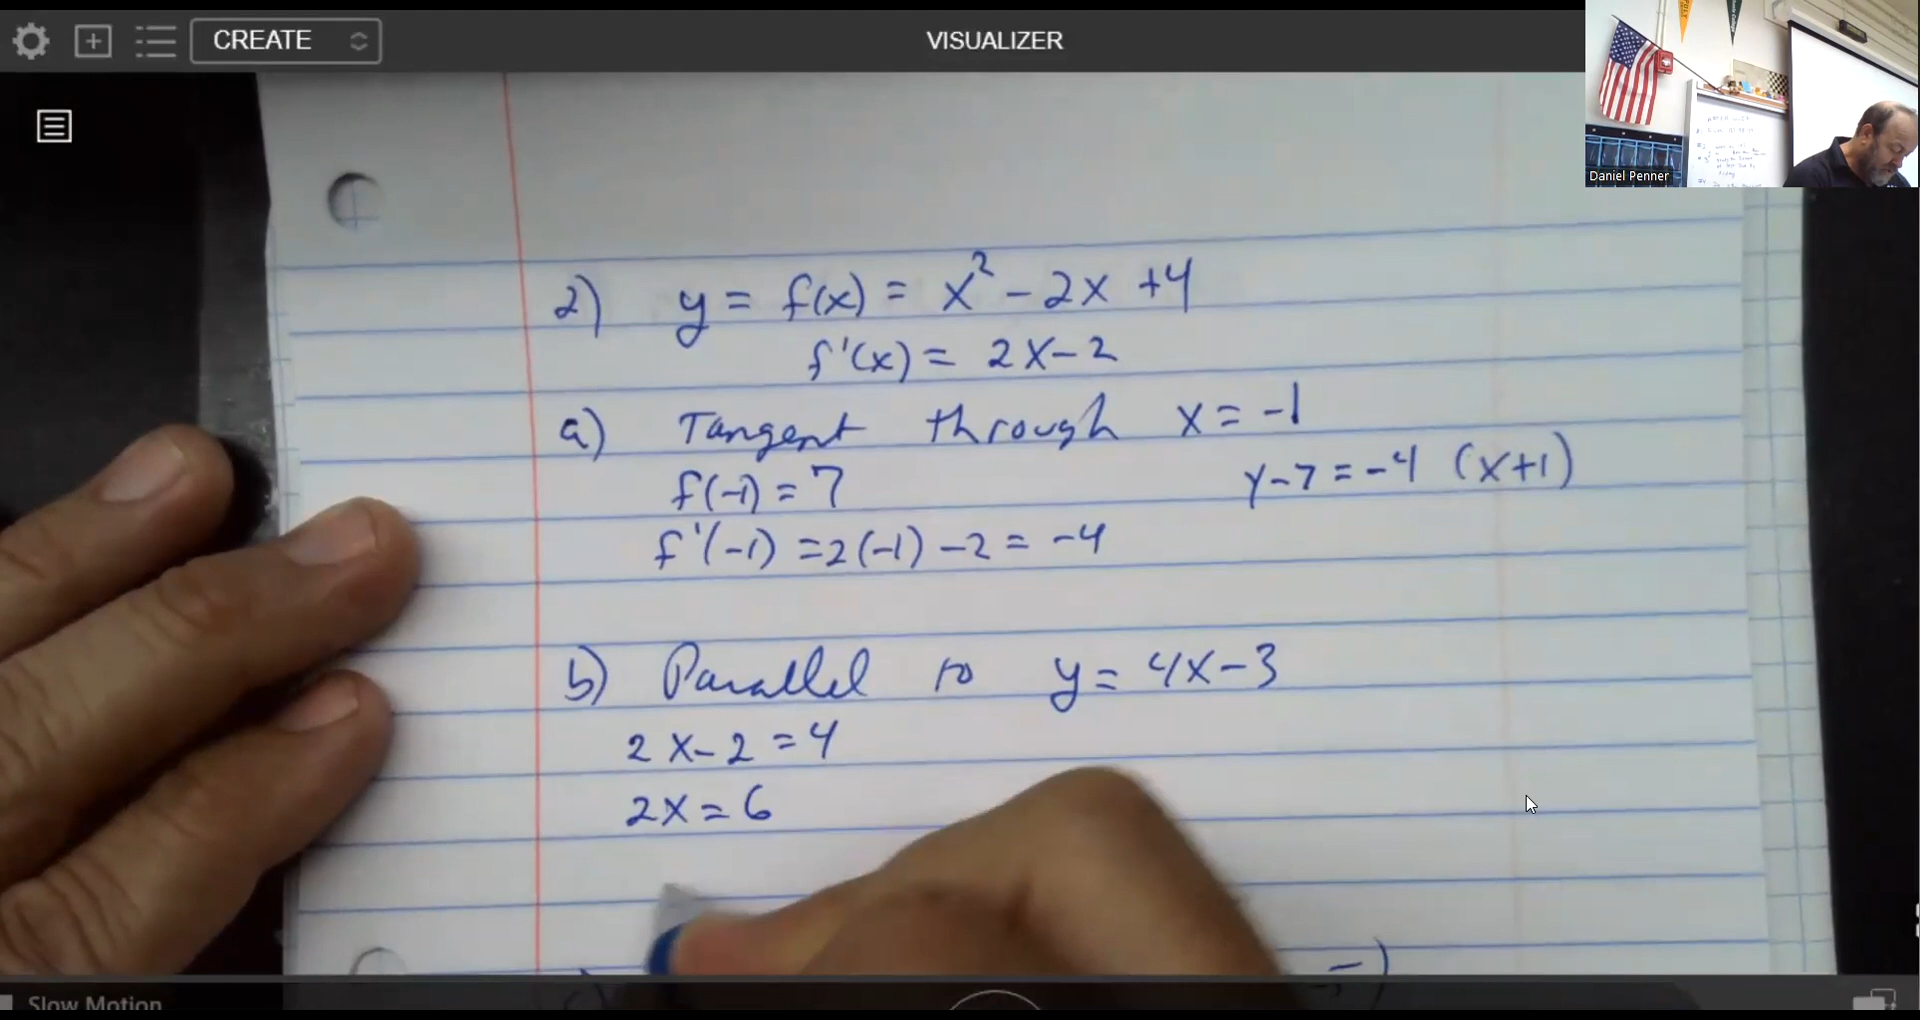 CREATE
VISUALIZER
Daniel Penner
2) y = f(x) = x² - 2x + 4
f'(x) = 2x - 2
a) Tangent through x = -1
f(-1) = 7
y - 7 = -4 (x+1)
f'(-1) = 2(-1) - 2 = -4
b) Parallel to y = 4x - 3
2x - 2 = 4
2x = 6
Slow Motion